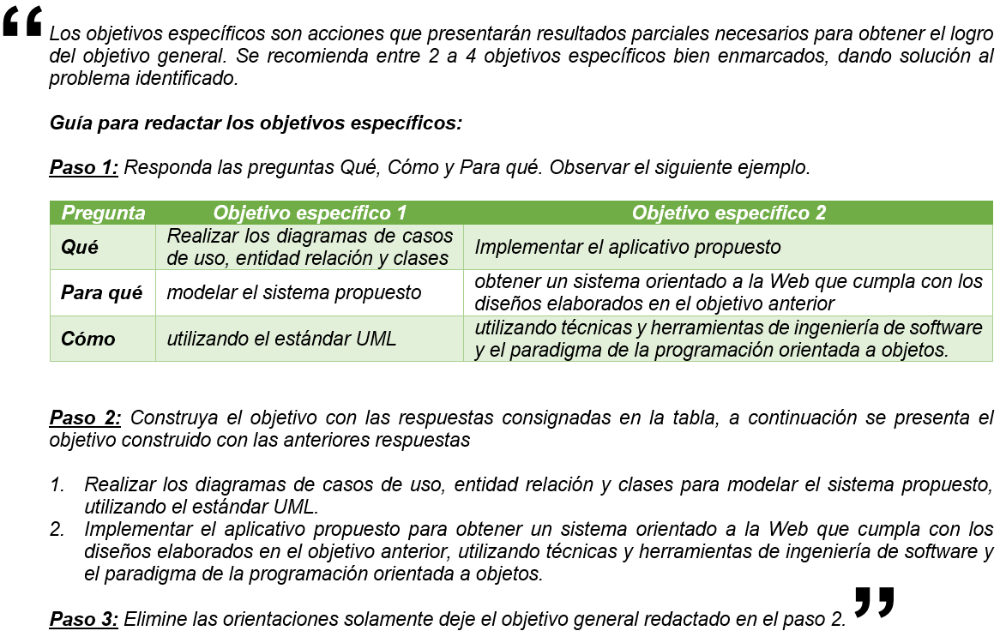 “
Los objetivos específicos son acciones que presentarán resultados parciales necesarios para obtener el logro
del objetivo general. Se recomienda entre 2 a 4 objetivos específicos bien enmarcados, dando solución al
problema identificado.
Guía para redactar los objetivos específicos:
Paso 1: Responda las preguntas Qué, Cómo y Para qué. Observar el siguiente ejemplo.
Pregunta Objetivo específico 1 Objetivo específico 2
Qué
Realizar los diagramas de casos
de uso, entidad relación y clases
Implementar el aplicativo propuesto
Para qué
modelar el sistema propuesto
obtener un sistema orientado a la Web que cumpla con los
diseños elaborados en el objetivo anterior
Cómo
utilizando el estándar UML
utilizando técnicas y herramientas de ingeniería de software
y el paradigma de la programación orientada a objetos.
Paso 2: Construya el objetivo con las respuestas consignadas en la tabla, a continuación se presenta el
objetivo construido con las anteriores respuestas
1. Realizar los diagramas de casos de uso, entidad relación y clases para modelar el sistema propuesto,
utilizando el estándar UML.
2. Implementar el aplicativo propuesto para obtener un sistema orientado a la Web que cumpla con los
diseños elaborados en el objetivo anterior, utilizando técnicas y herramientas de ingeniería de software y
el paradigma de la programación orientada a objetos.
Paso 3: Elimine las orientaciones solamente deje el objetivo general redactado en el paso 2. ”